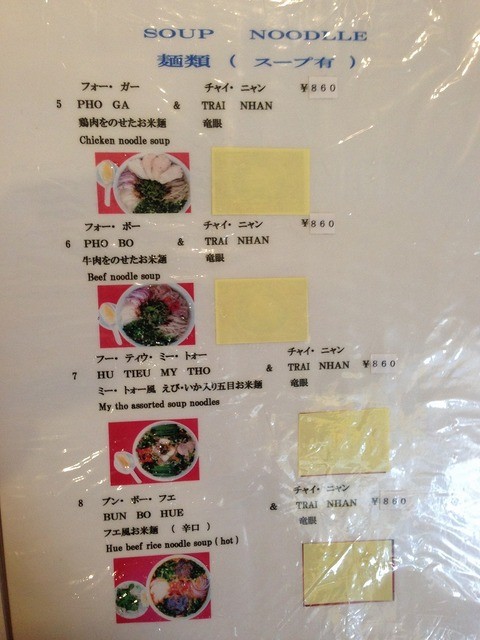 SOUP NOODLLE
麺類 ( スープ有 )
フォー・ガー チャイ・ニャン ￥860
5 PHO GA & TRAI NHAN
鶏肉をのせたお米麺 竜眼
Chicken noodle soup
フォー・ボー チャイ・ニャン ￥860
6 PHO BO & TRAI NHAN
牛肉をのせたお米麺 竜眼
Beef noodle soup
フー・ティウ・ミー・トォー チャイ・ニャン
7 HU TIEU MY THO & TRAI NHAN ￥860
ミー・トォー風 えび・いか入り五目お米麺 竜眼
My tho assorted soup noodles
8 ブン・ボー・フエ チャイ・ニャン
BUN BO HUE & TRAI NHAN ￥860
フエ風お米麺 ( 辛口 ) 竜眼
Hue beef rice noodle soup ( hot )